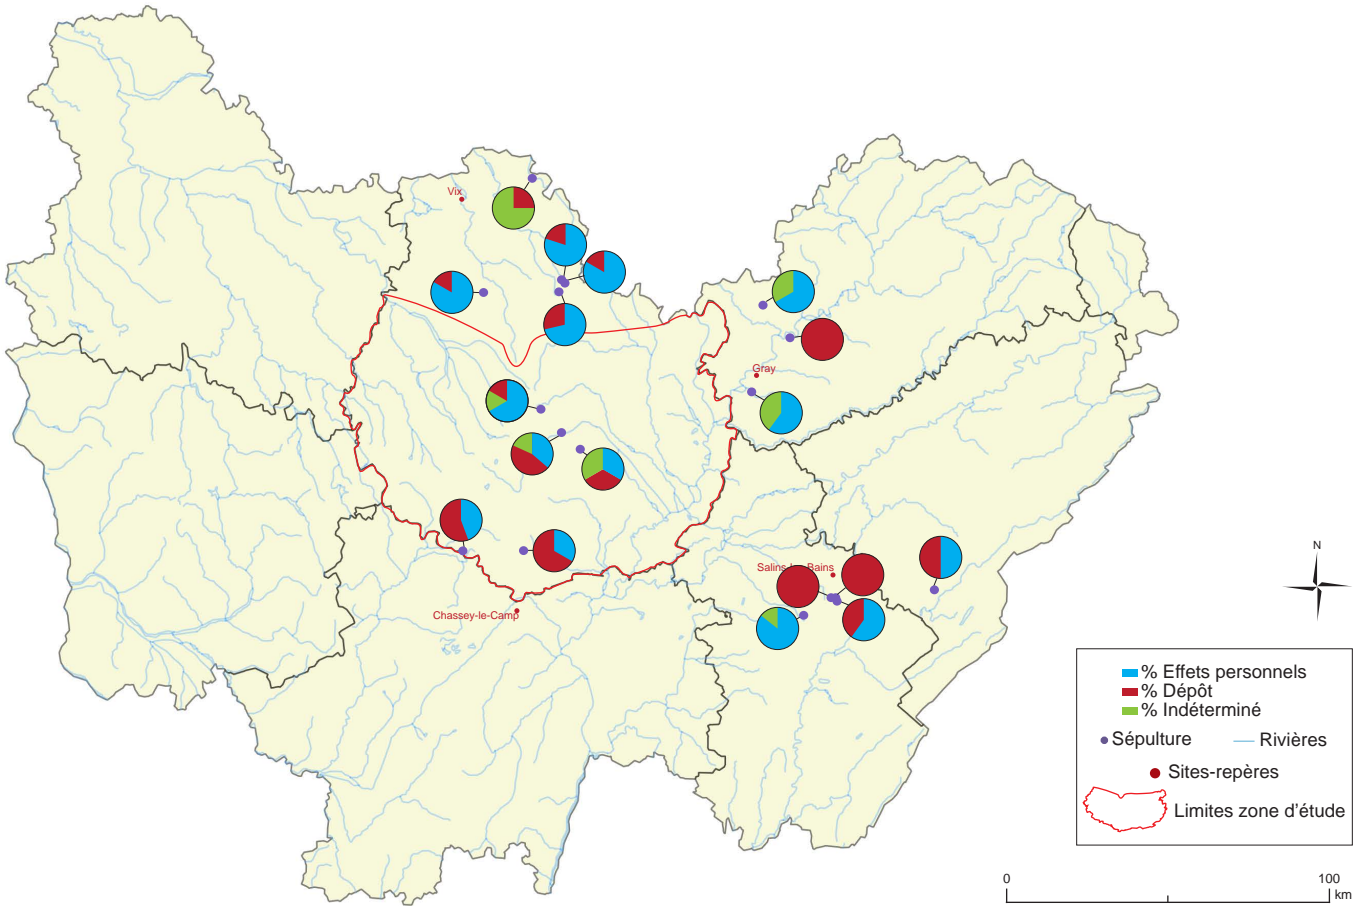 Vix
Gray
Salins-les-Bains
Chassey-le-Camp
N
% Effets personnels
% Dépôt
% Indéterminé
Sépulture
Rivières
Sites-repères
Limites zone d'étude
0
100
km